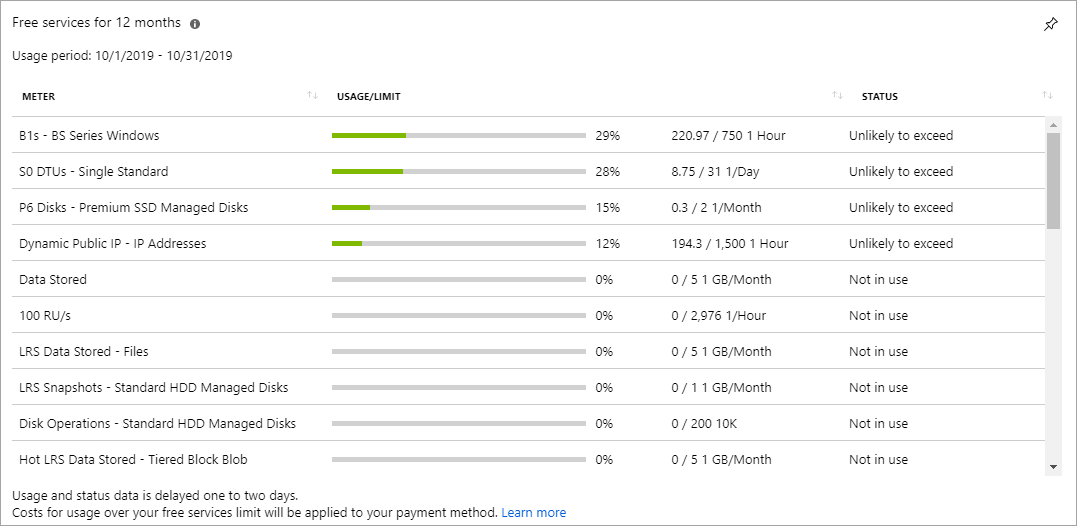 Free services for 12 months
Usage period: 10/1/2019 - 10/31/2019
METER USAGE/LIMIT STATUS
B1s - BS Series Windows 29% 220.97 / 750 1 Hour Unlikely to exceed
S0 DTUs - Single Standard 28% 8.75 / 31 1/Day Unlikely to exceed
P6 Disks - Premium SSD Managed Disks 15% 0.3 / 2 1/Month Unlikely to exceed
Dynamic Public IP - IP Addresses 12% 194.3 / 1,500 1 Hour Unlikely to exceed
Data Stored 0% 0 / 5 1 GB/Month Not in use
100 RU/s 0% 0 / 2,976 1/Hour Not in use
LRS Data Stored - Files 0% 0 / 5 1 GB/Month Not in use
LRS Snapshots - Standard HDD Managed Disks 0% 0 / 1 1 GB/Month Not in use
Disk Operations - Standard HDD Managed Disks 0% 0 / 200 10K Not in use
Hot LRS Data Stored - Tiered Block Blob 0% 0 / 5 1 GB/Month Not in use
Usage and status data is delayed one to two days.
Costs for usage over your free services limit will be applied to your payment method. Learn more